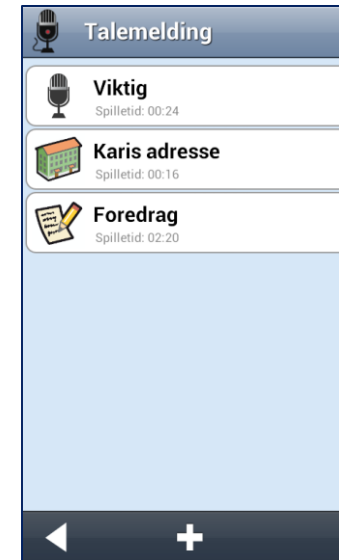 Talemelding
Viktig
Spilletid: 00:24
Karis adresse
Spilletid: 00:16
Foredrag
Spilletid: 02:20